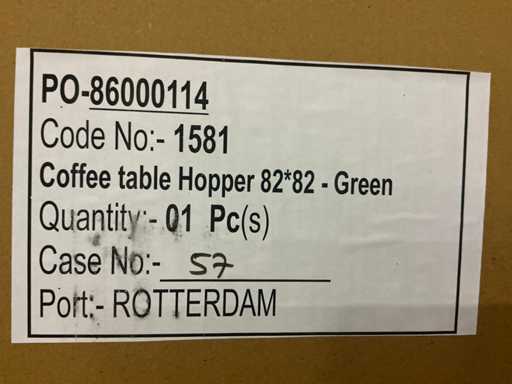 PO-86000114
Code No:- 1581
Coffee table Hopper 82*82 - Green
Quantity:- 01 Pc(s)
Case No:- 57
Port:- ROTTERDAM